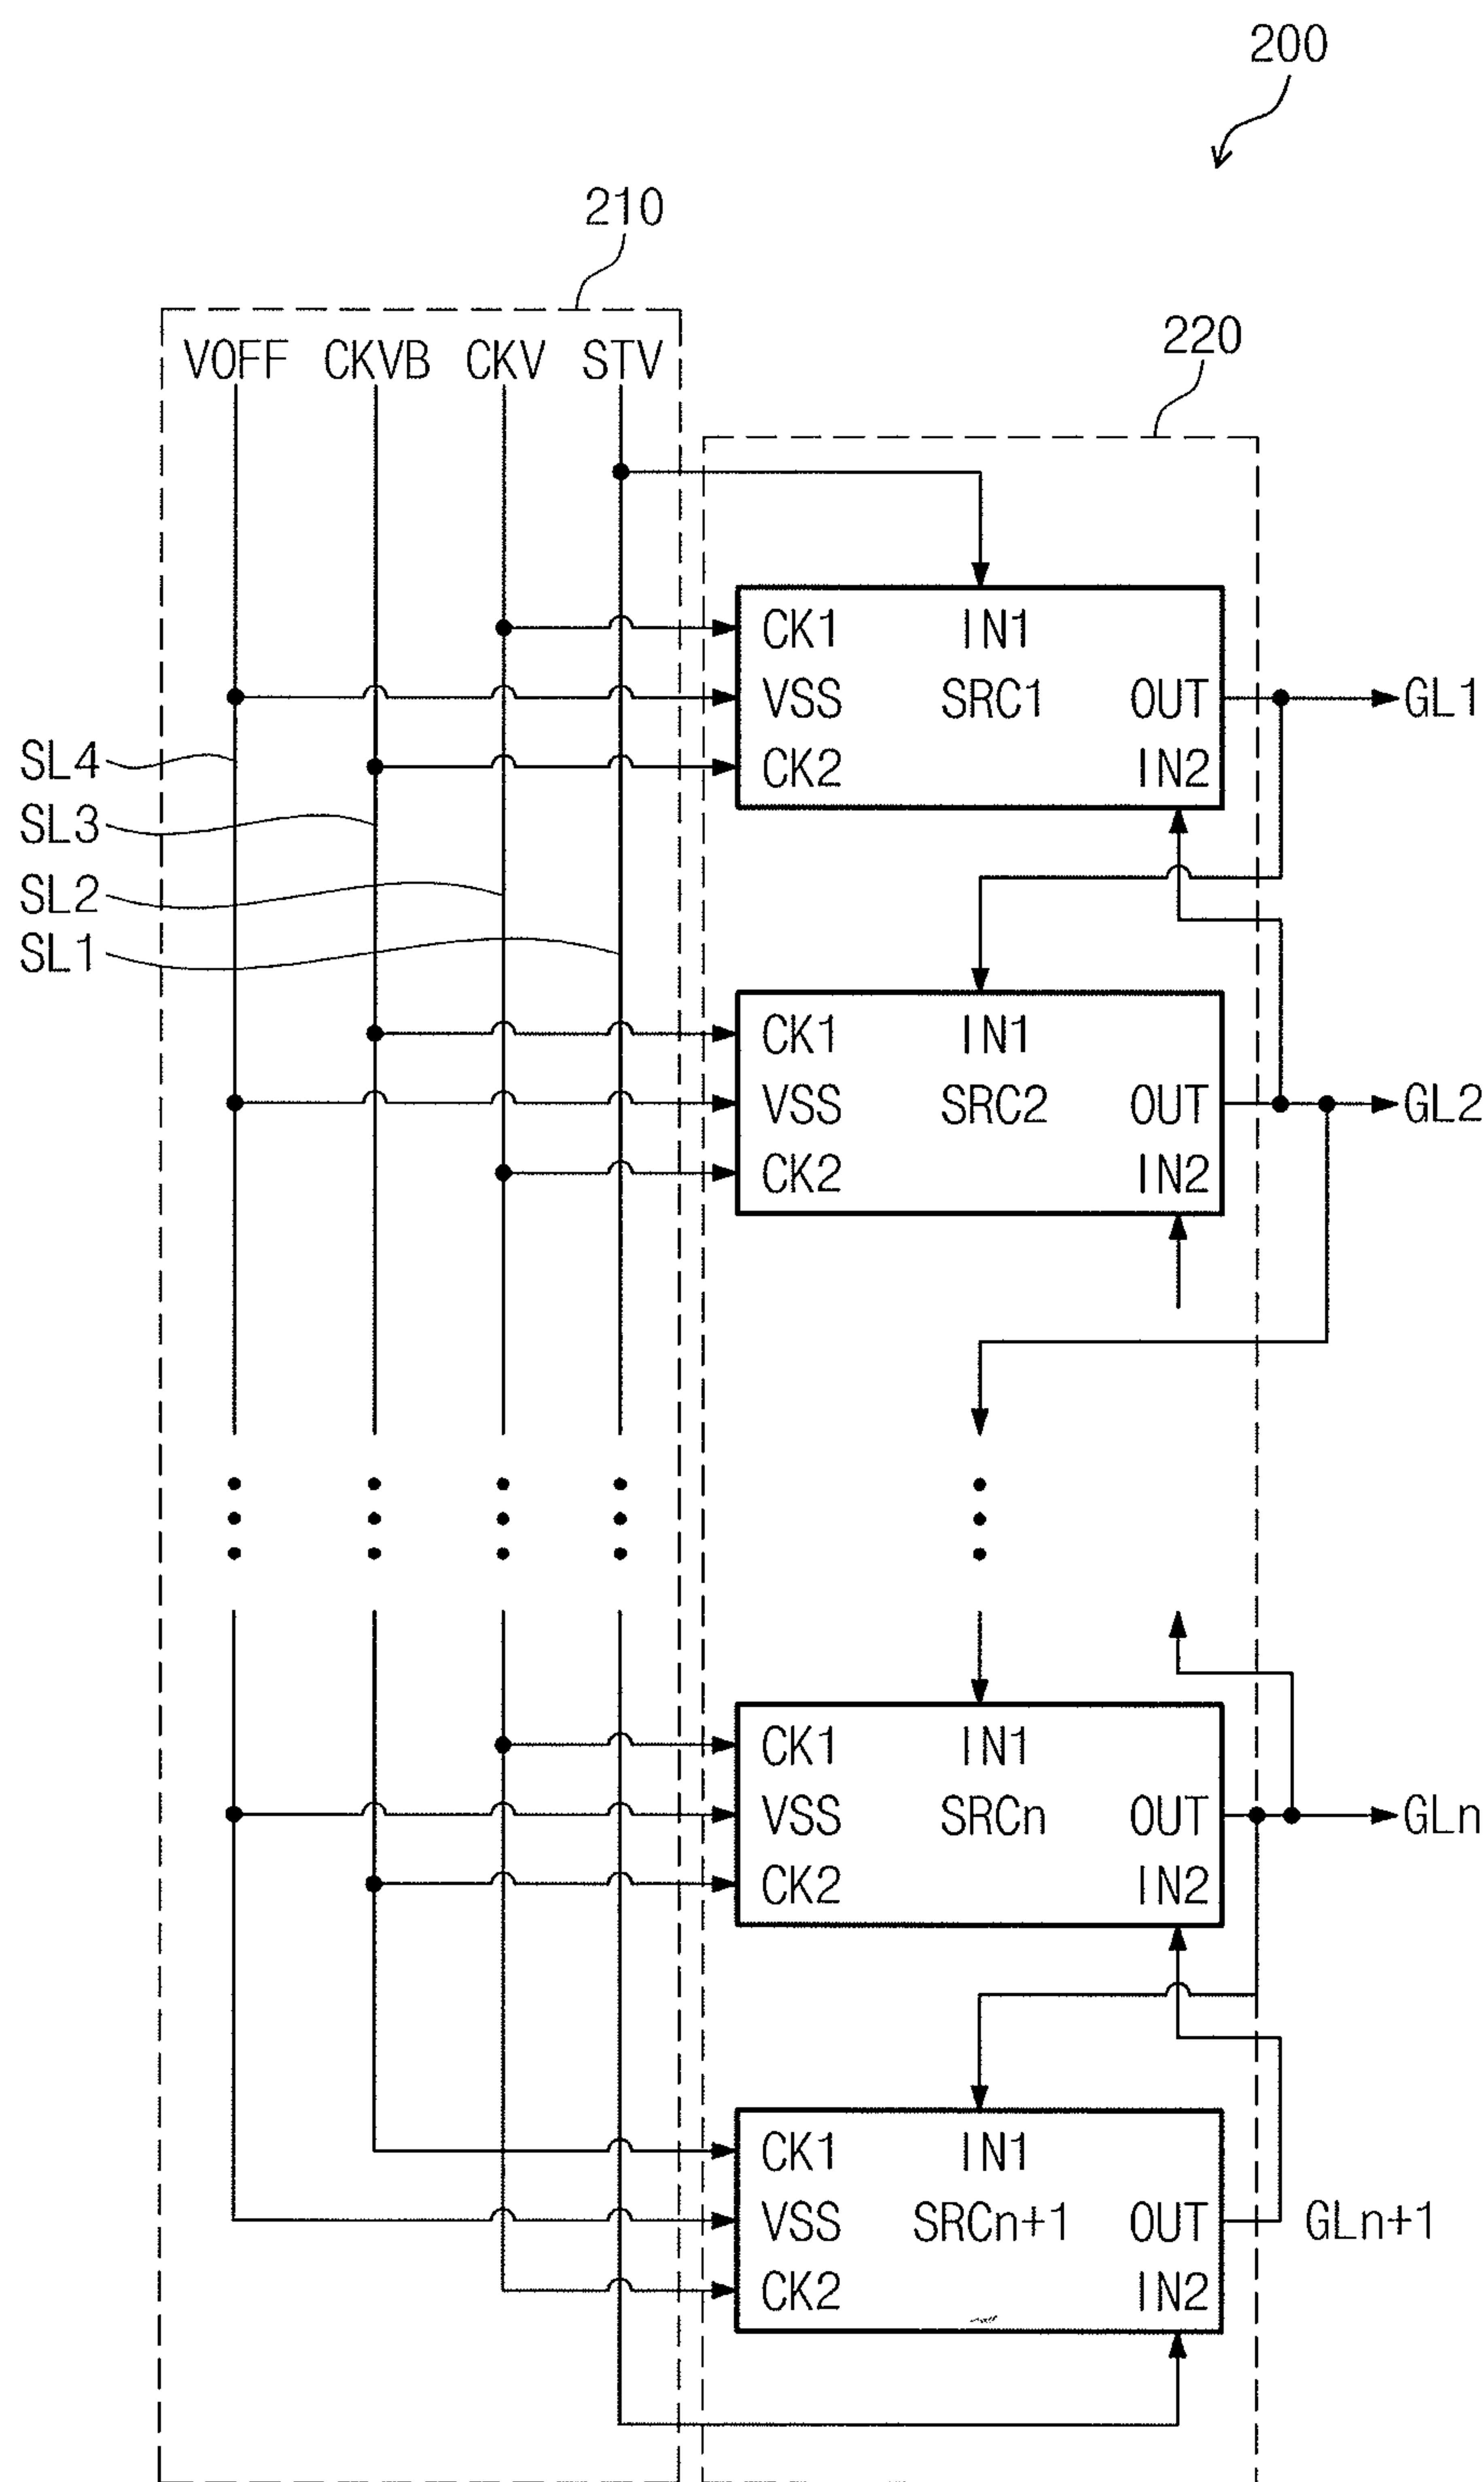 200
210
220
VOFF CKVB CKV STV
CK1 IN1
VSS SRC1 OUT GL1
CK2 IN2
SL4
SL3
SL2
SL1
CK1 IN1
VSS SRC2 OUT GL2
CK2 IN2
CK1 IN1
VSS SRCn OUT GLn
CK2 IN2
CK1 IN1
VSS SRCn+1 OUT GLn+1
CK2 IN2